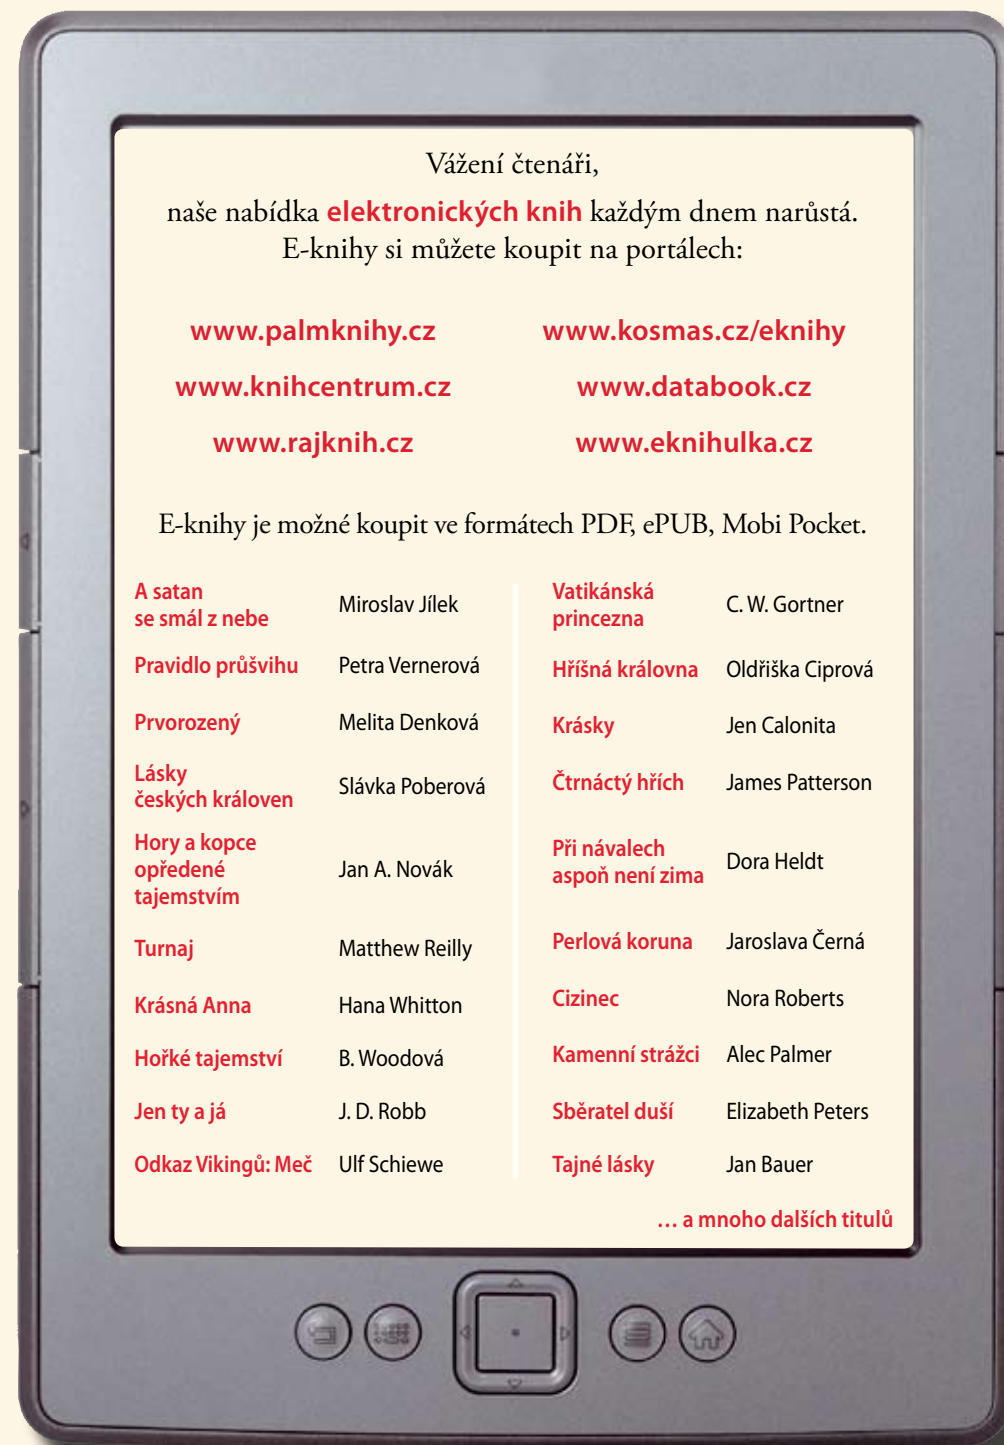 Vážení čtenáři,
naše nabídka elektronických knih každým dnem narůstá.
E-knihy si můžete koupit na portálech:
www.palmknihy.cz
www.kosmas.cz/eknihy
www.knihcentrum.cz
www.databook.cz
www.rajknih.cz
www.eknihulka.cz
E-knihy je možné koupit ve formátech PDF, ePUB, Mobi Pocket.
A satan
se smál z nebe
Miroslav Jílek
Pravidlo průšvihu Petra Vernerová
Prvorozený Melita Denková
Lásky
českých královen
Slávka Poberová
Hory a kopce
opředené
tajemstvím
Jan A. Novák
Turnaj Matthew Reilly
Krásná Anna Hana Whitton
Hořké tajemství B. Woodová
Jen ty a já J. D. Robb
Odkaz Vikingů: Meč Ulf Schiewe
Vatikánská
princezna
C. W. Gortner
Hříšná královna Oldřiška Ciprová
Krásky Jen Calonita
Čtrnáctý hřích James Patterson
Při návalech
aspoň není zima
Dora Heldt
Perlová koruna Jaroslava Černá
Cizinec Nora Roberts
Kamenní strážci Alec Palmer
Sběratel duší Elizabeth Peters
Tajné lásky Jan Bauer
… a mnoho dalších titulů